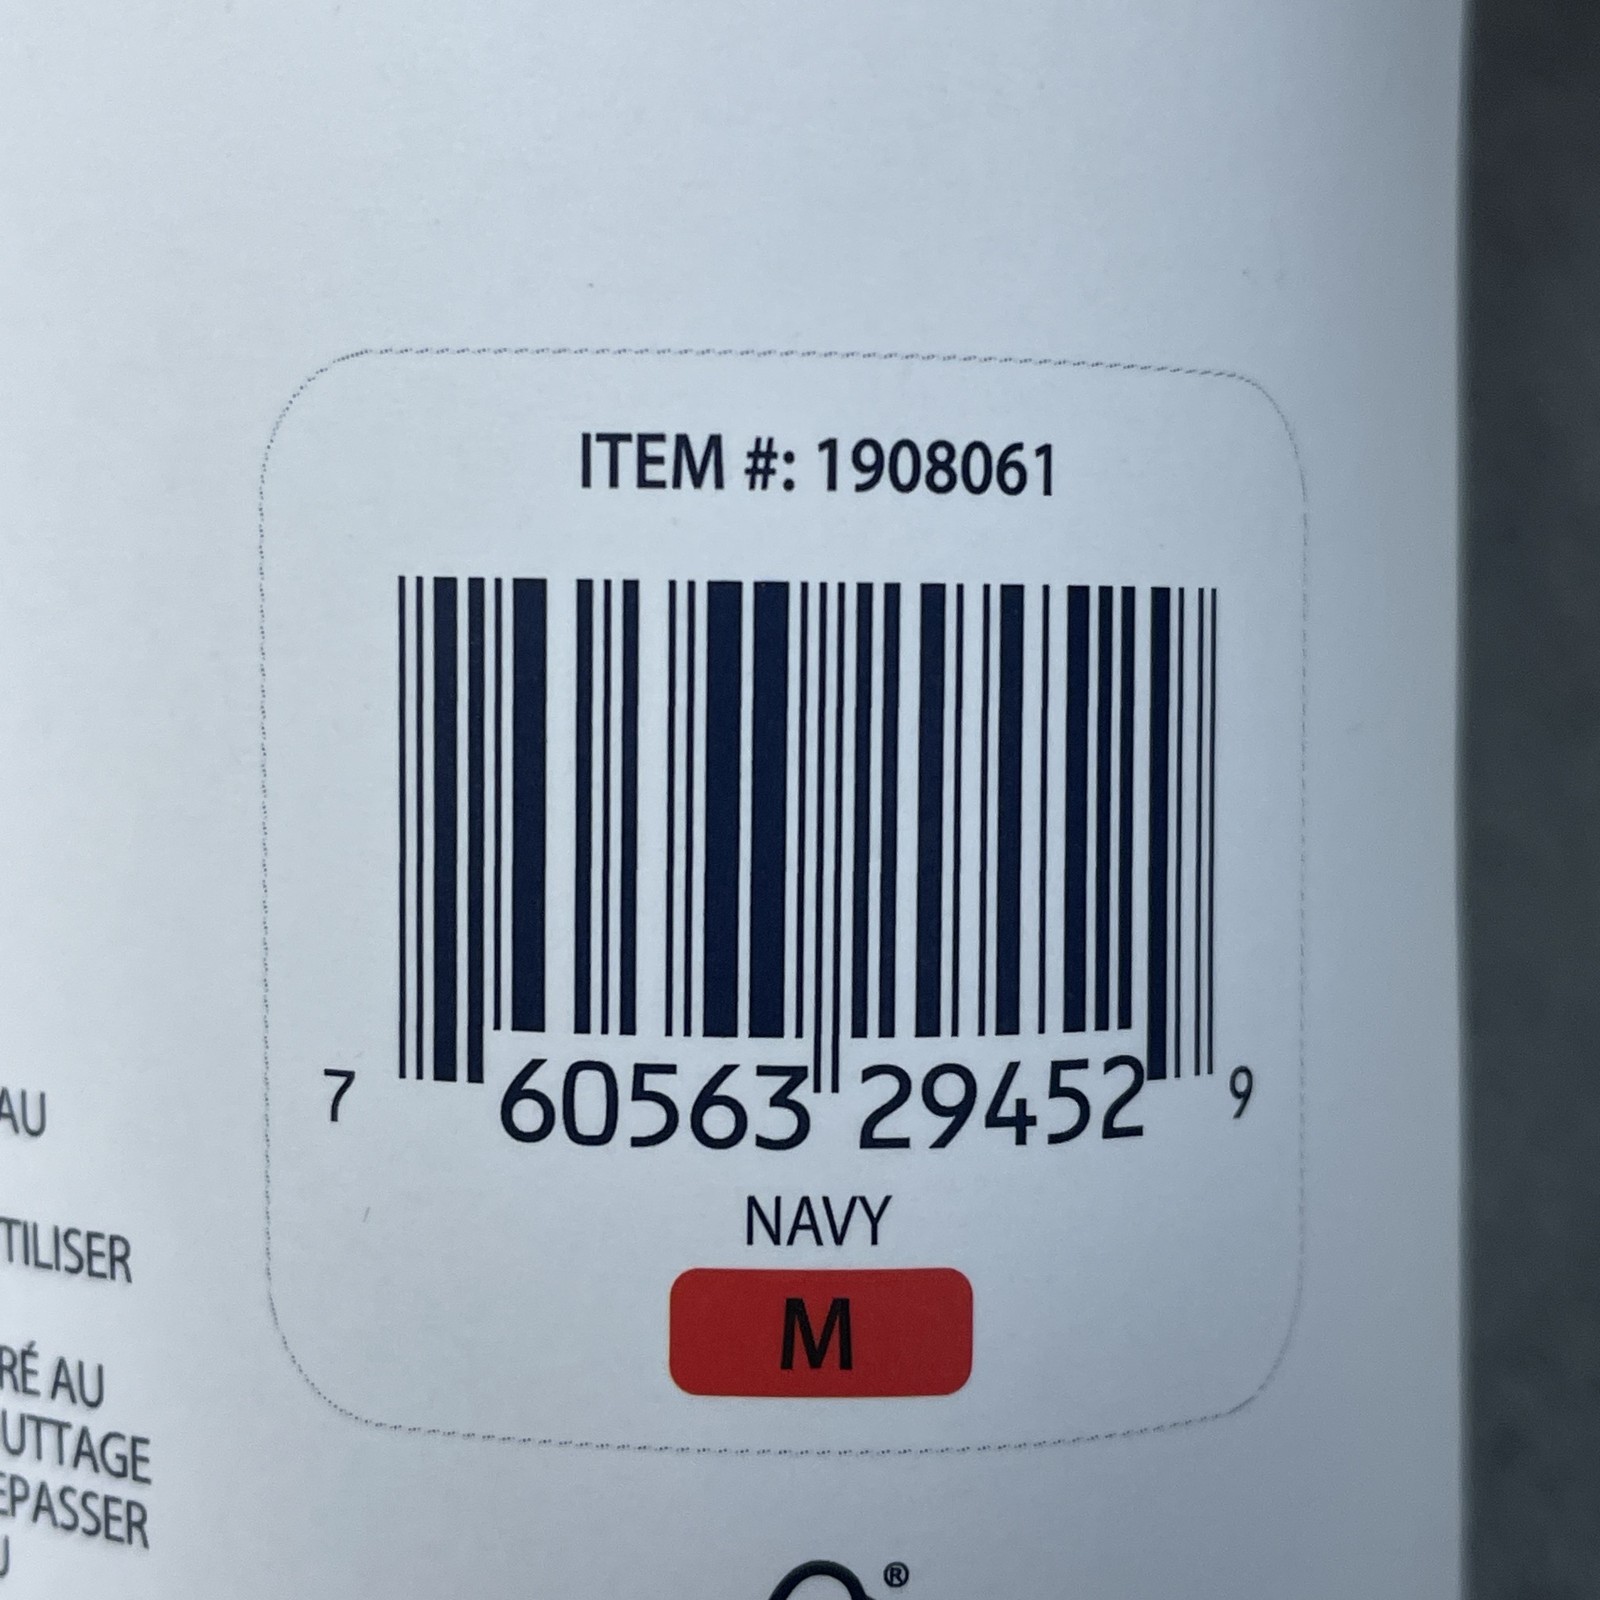 ITEM #: 1908061
7 60563 29452 9
NAVY
M
AU
TILISER
RÉ AU
UTTAGE
EPASSER
U
®